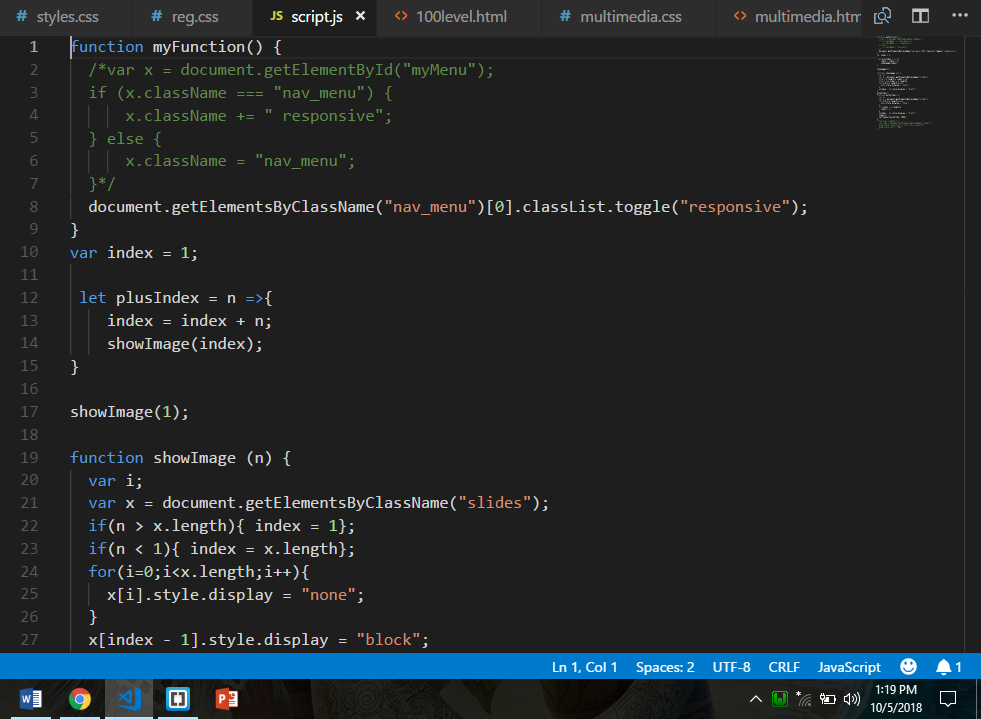 # styles.css # reg.css JS script.js × <> 100level.html # multimedia.css <> multimedia.htm
1 function myFunction() {
2 /*var x = document.getElementById("myMenu");
3 if (x.className === "nav_menu") {
4 x.className += " responsive";
5 } else {
6 x.className = "nav_menu";
7 }*/
8 document.getElementsByClassName("nav_menu")[0].classList.toggle("responsive");
9 }
10 var index = 1;
11
12 let plusIndex = n =>{
13 index = index + n;
14 showImage(index);
15 }
16
17 showImage(1);
18
19 function showImage (n) {
20 var i;
21 var x = document.getElementsByClassName("slides");
22 if(n > x.length){ index = 1};
23 if(n < 1){ index = x.length};
24 for(i=0;i<x.length;i++){
25 x[i].style.display = "none";
26 }
27 x[index - 1].style.display = "block";
Ln 1, Col 1 Spaces: 2 UTF-8 CRLF JavaScript 1
1:19 PM
10/5/2018